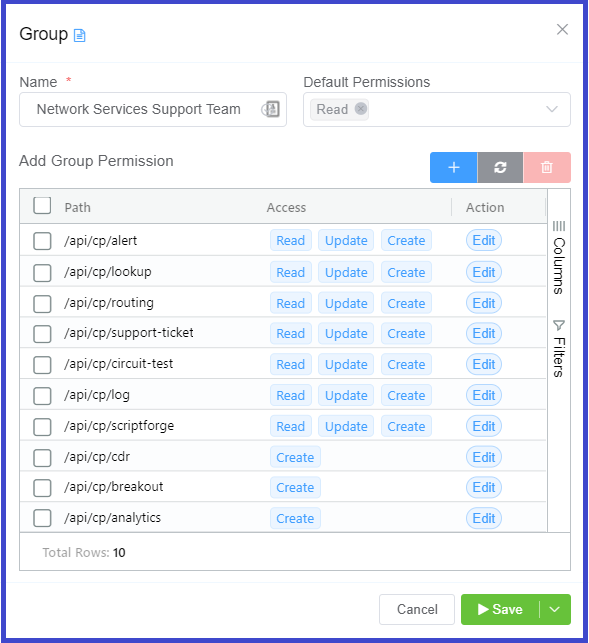 Group
Name * Default Permissions
Network Services Support Team Read
Add Group Permission
Path Access Action
/api/cp/alert Read Update Create Edit
/api/cp/lookup Read Update Create Edit
/api/cp/routing Read Update Create Edit
/api/cp/support-ticket Read Update Create Edit
/api/cp/circuit-test Read Update Create Edit
/api/cp/log Read Update Create Edit
/api/cp/scriptforge Read Update Create Edit
/api/cp/cdr Create Edit
/api/cp/breakout Create Edit
/api/cp/analytics Create Edit
Columns
Filters
Total Rows: 10
Cancel Save